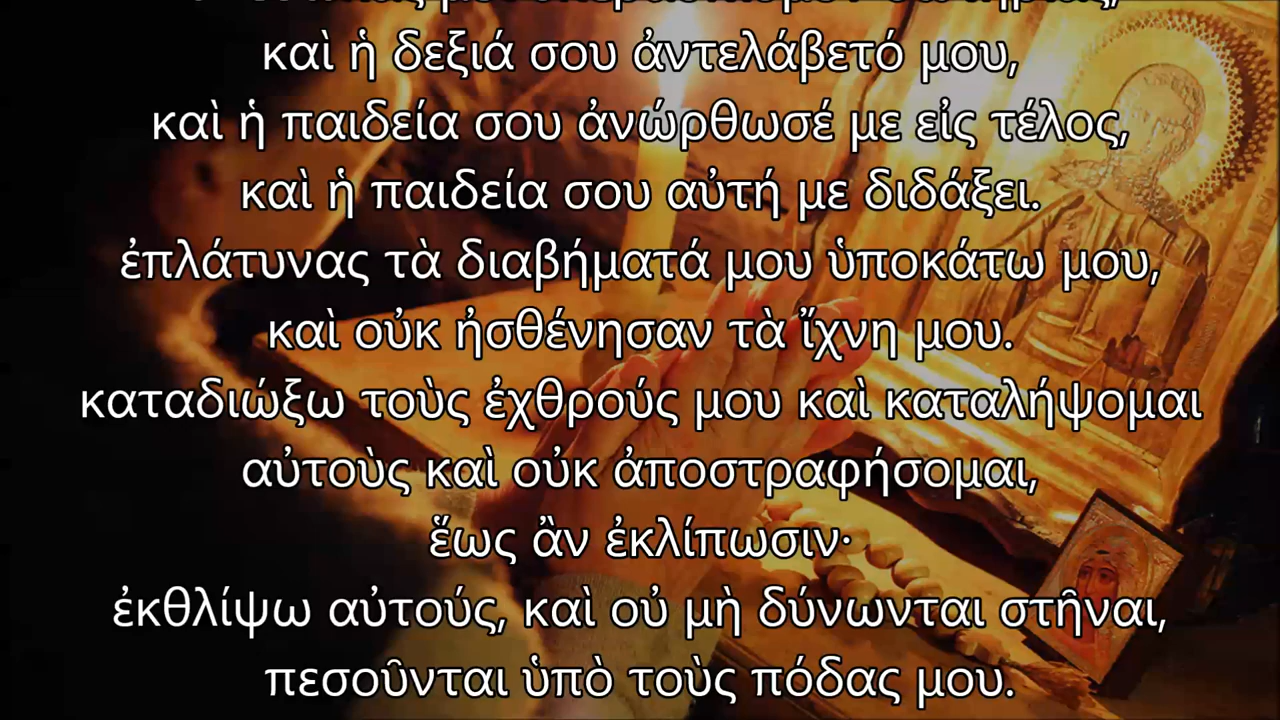 καὶ ἡ δεξιά σου ἀντελάβετό μου,
καὶ ἡ παιδεία σου ἀνώρθωσέ με εἰς τέλος,
καὶ ἡ παιδεία σου αὐτή με διδάξει.
ἐπλάτυνας τὰ διαβήματά μου ὑποκάτω μου,
καὶ οὐκ ἠσθένησαν τὰ ἴχνη μου.
καταδιώξω τοὺς ἐχθρούς μου καὶ καταλήψομαι
αὐτοὺς καὶ οὐκ ἀποστραφήσομαι,
ἕως ἂν ἐκλίπωσιν·
ἐκθλίψω αὐτούς, καὶ οὐ μὴ δύνωνται στῆναι,
πεσοῦνται ὑπὸ τοὺς πόδας μου.